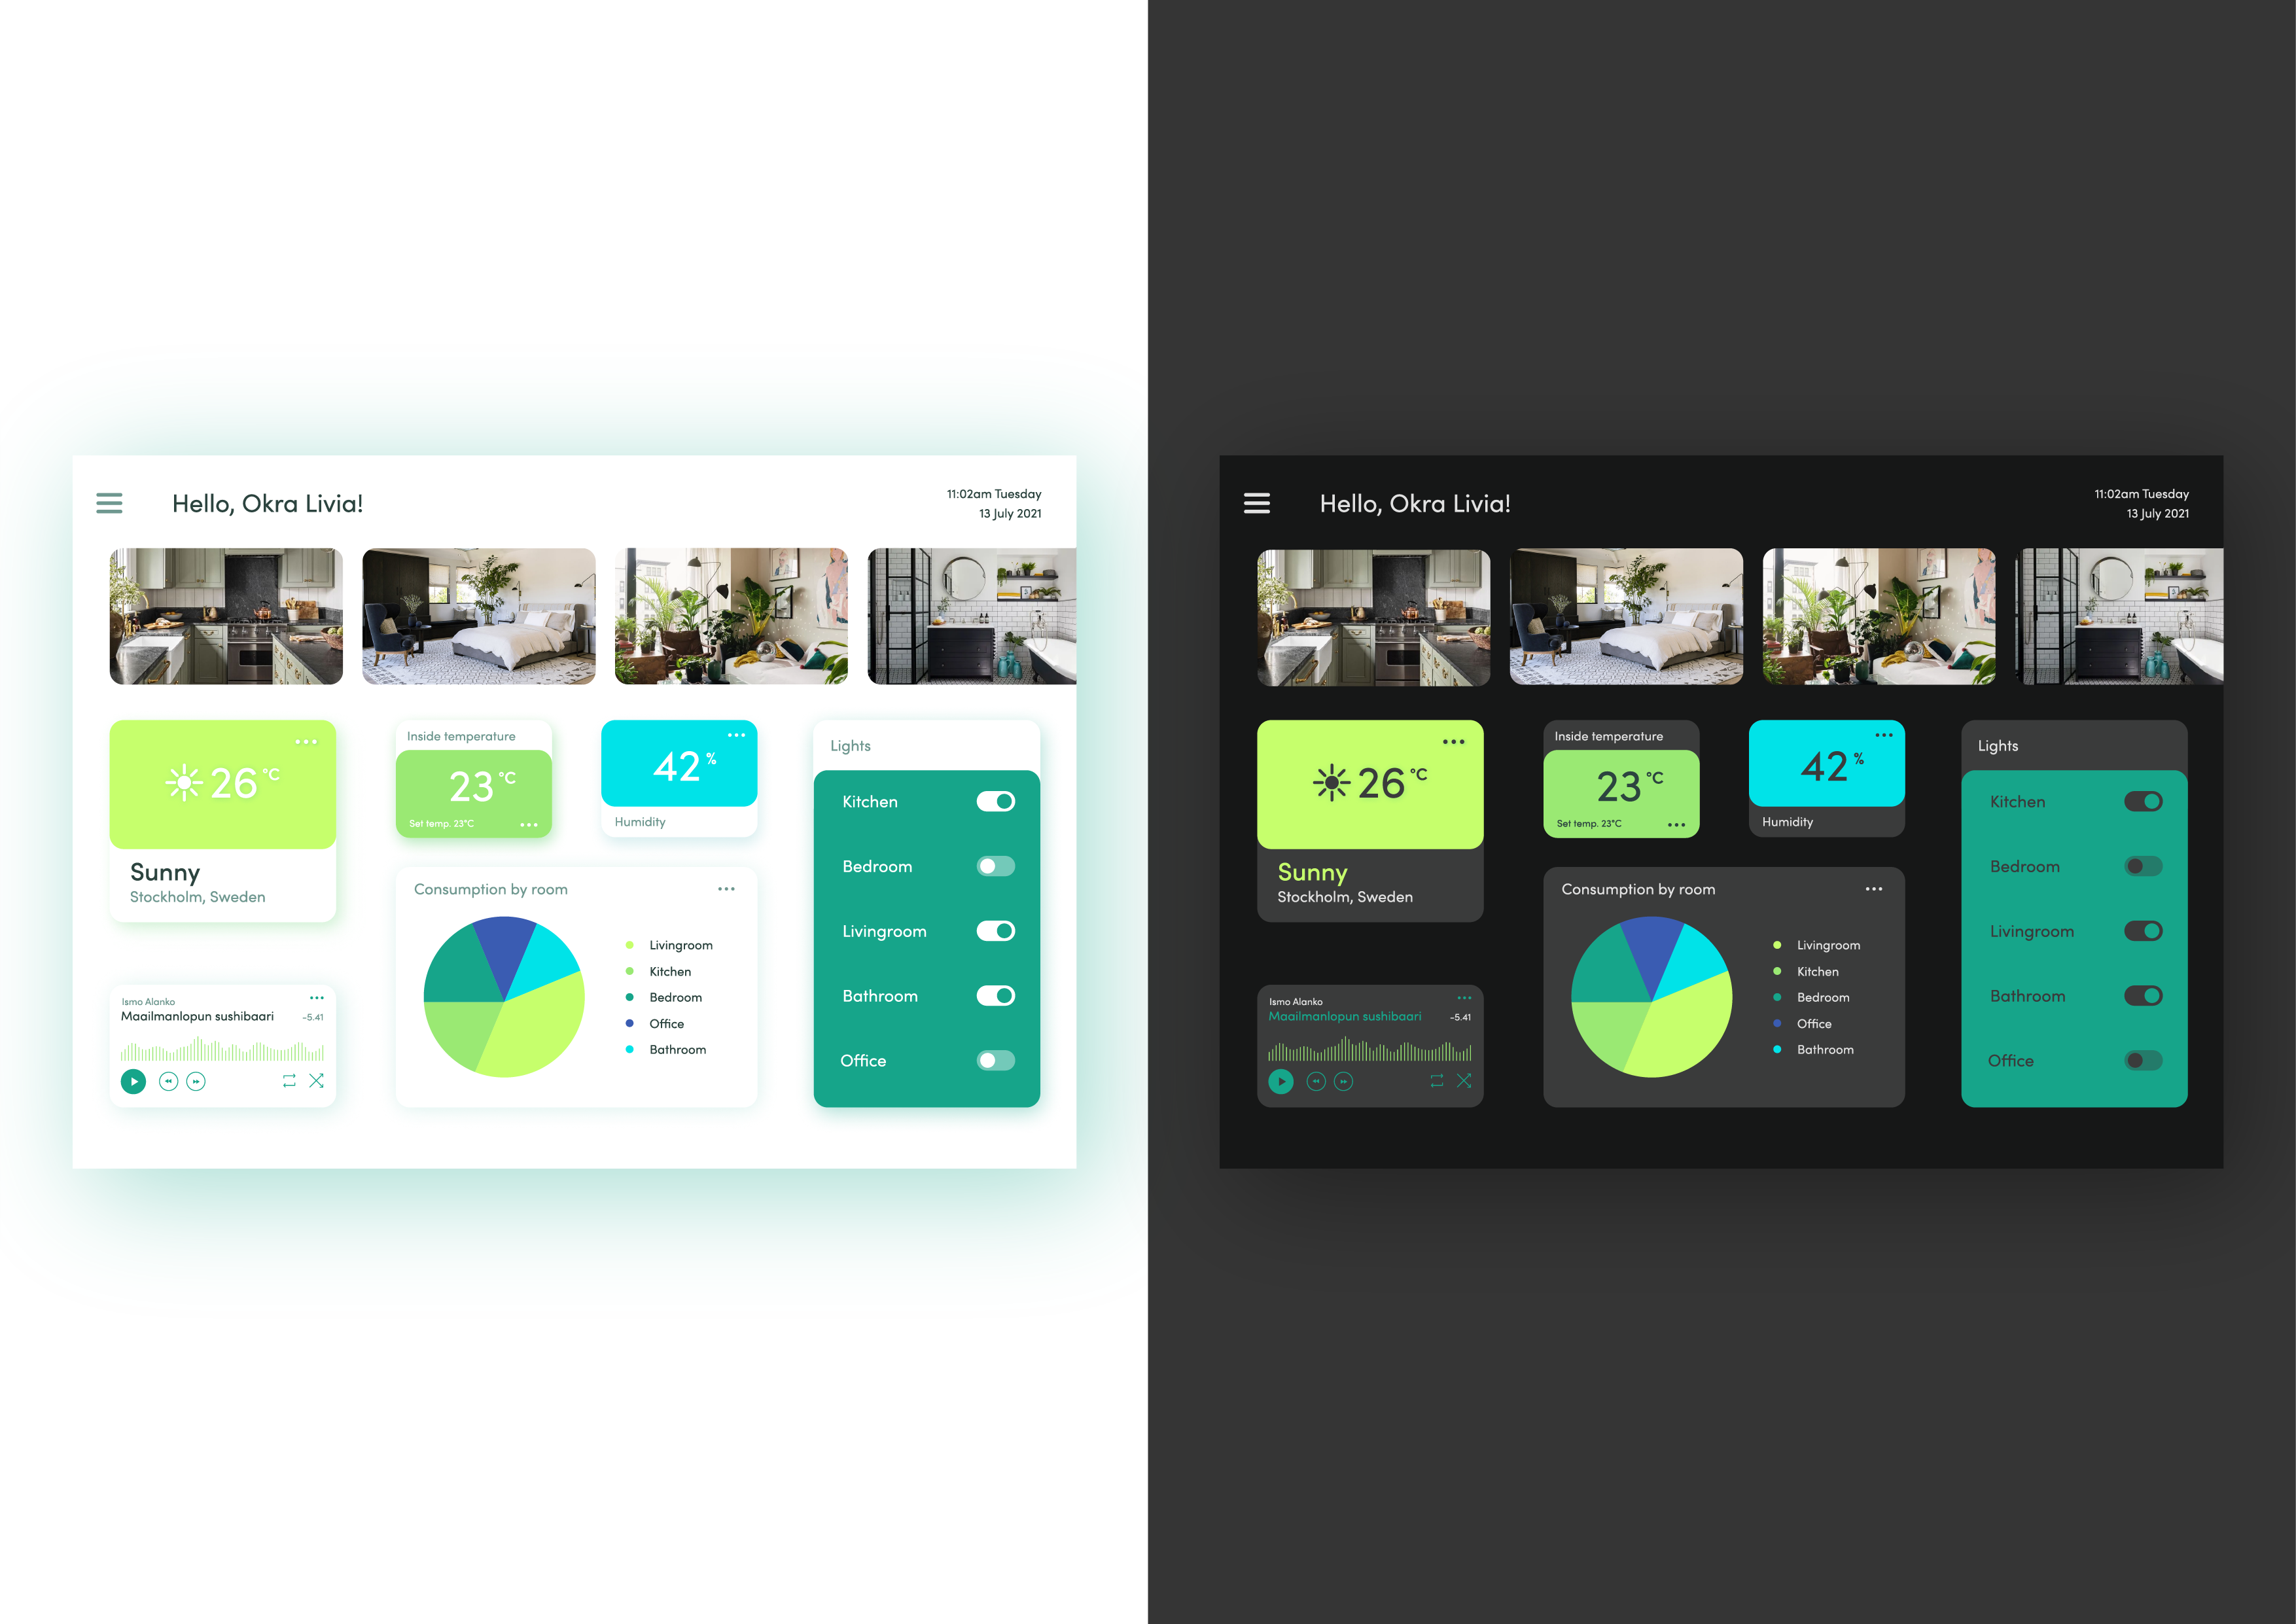 Hello, Okra Livia!
11:02am Tuesday
13 July 2021
26 °C
Sunny
Stockholm, Sweden
Inside temperature
23 °C
Set temp. 23°C
42 %
Humidity
Lights
Kitchen
Bedroom
Livingroom
Bathroom
Office
Consumption by room
Livingroom
Kitchen
Bedroom
Office
Bathroom
Ismo Alanko
Maailmanlopun sushibaari
-5.41
Hello, Okra Livia!
11:02am Tuesday
13 July 2021
26 °C
Sunny
Stockholm, Sweden
Inside temperature
23 °C
Set temp. 23°C
42 %
Humidity
Lights
Kitchen
Bedroom
Livingroom
Bathroom
Office
Consumption by room
Livingroom
Kitchen
Bedroom
Office
Bathroom
Ismo Alanko
Maailmanlopun sushibaari
-5.41